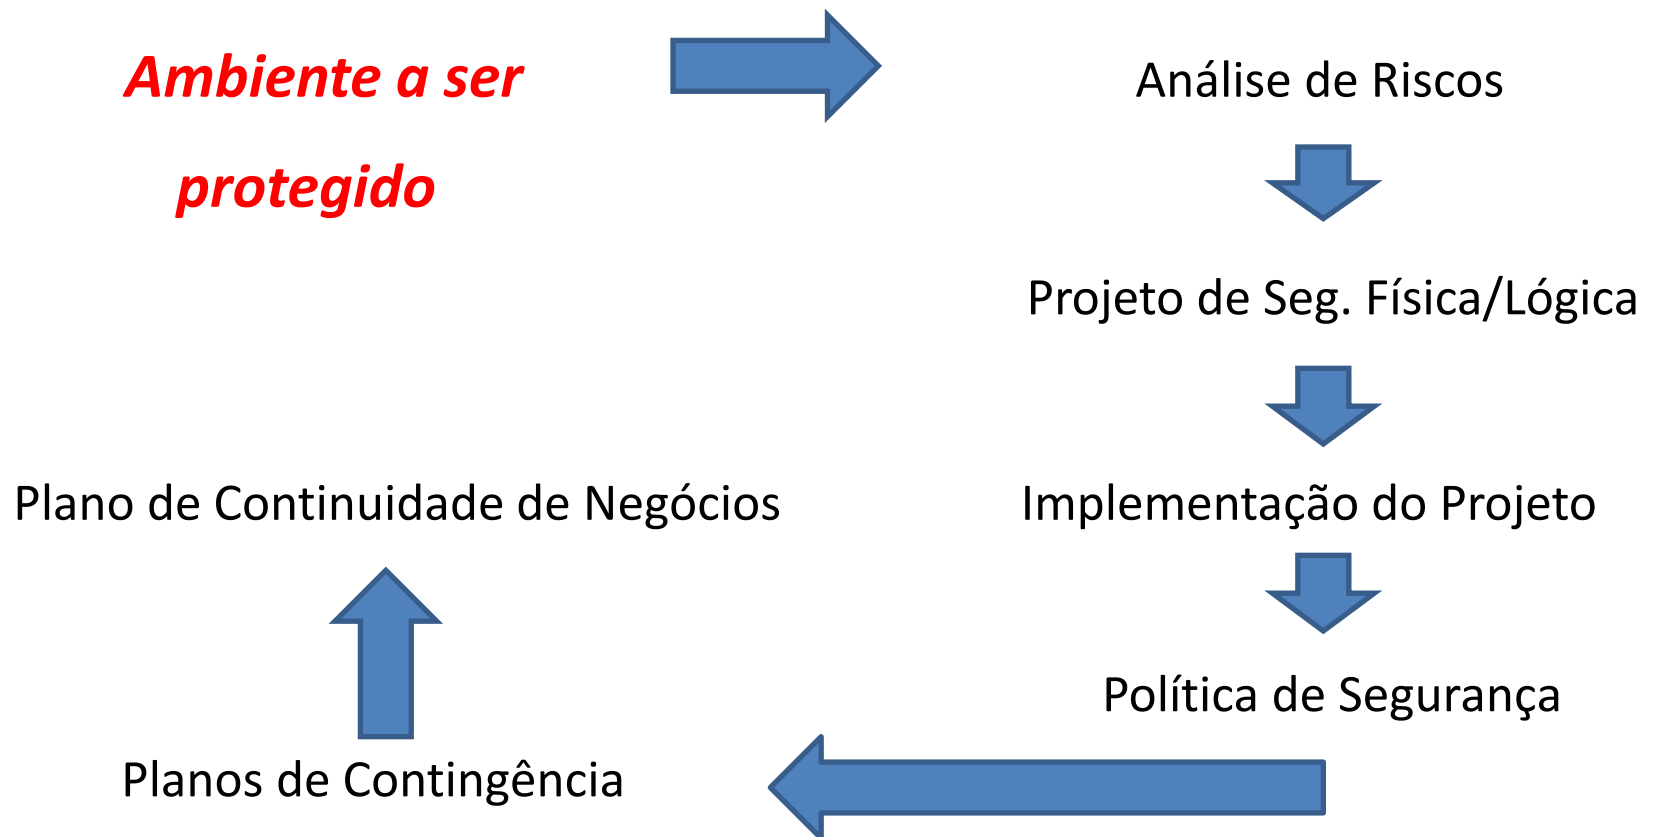 Ambiente a ser
protegido
Análise de Riscos
Projeto de Seg. Física/Lógica
Implementação do Projeto
Política de Segurança
Planos de Contingência
Plano de Continuidade de Negócios